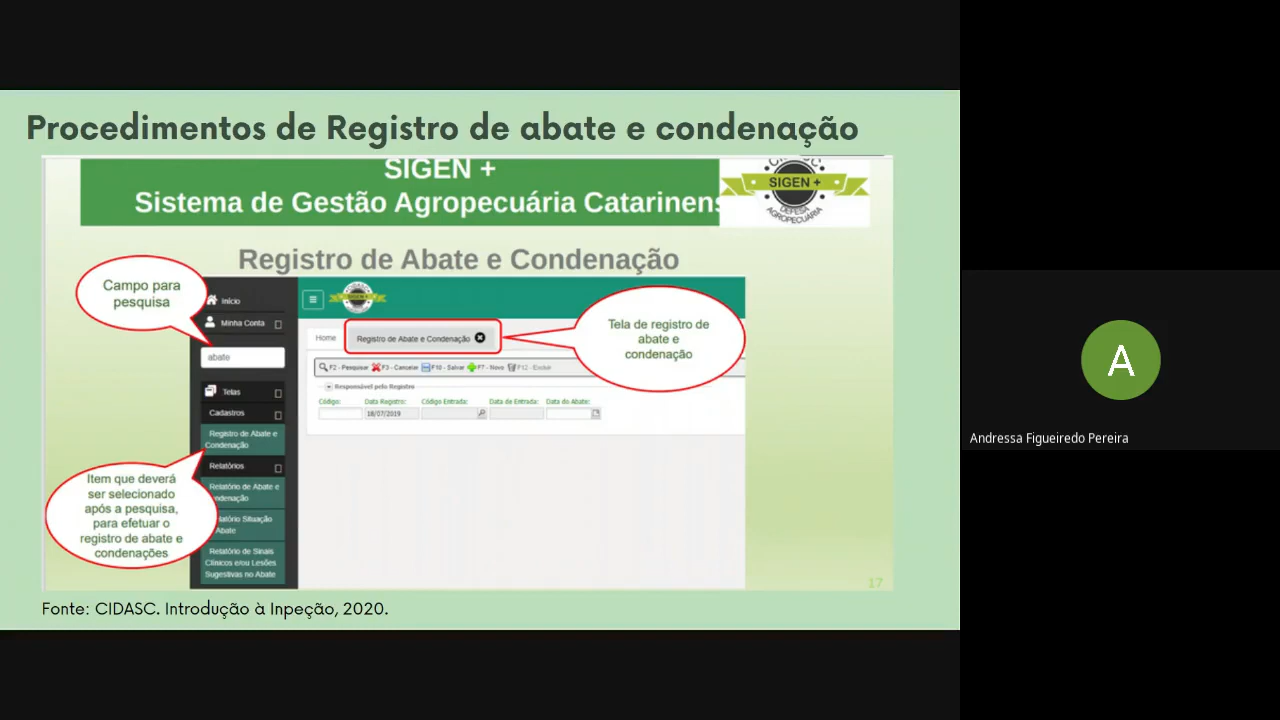 Procedimentos de Registro de abate e condenação
SIGEN +
Sistema de Gestão Agropecuária Catarinens
SIGEN +
DEFESA
AGROPECUÁRIA
Registro de Abate e Condenação
Campo para
pesquisa
Início
Minha Conta
abate
Telas
Cadastros
Registro de Abate e
Condenação
Relatórios
Relatório de Abate e
ndenação
latório Situação
Abate
Relatório de Sinais
Clínicos e/ou Lesões
Sugestivas no Abate
Item que deverá
ser selecionado
após a pesquisa,
para efetuar o
registro de abate e
condenações
Home
Registro de Abate e Condenação
Tela de registro de
abate e
condenação
F2 - Pesquisar F3 - Cancelar F10 - Salvar F7 - Novo F12 - Excluir
Responsável pelo Registro
Código: Data Registro: Código Entrada: Data de Entrada: Data do Abate:
18/07/2019
17
Fonte: CIDASC. Introdução à Inpeção, 2020.
A
Andressa Figueiredo Pereira